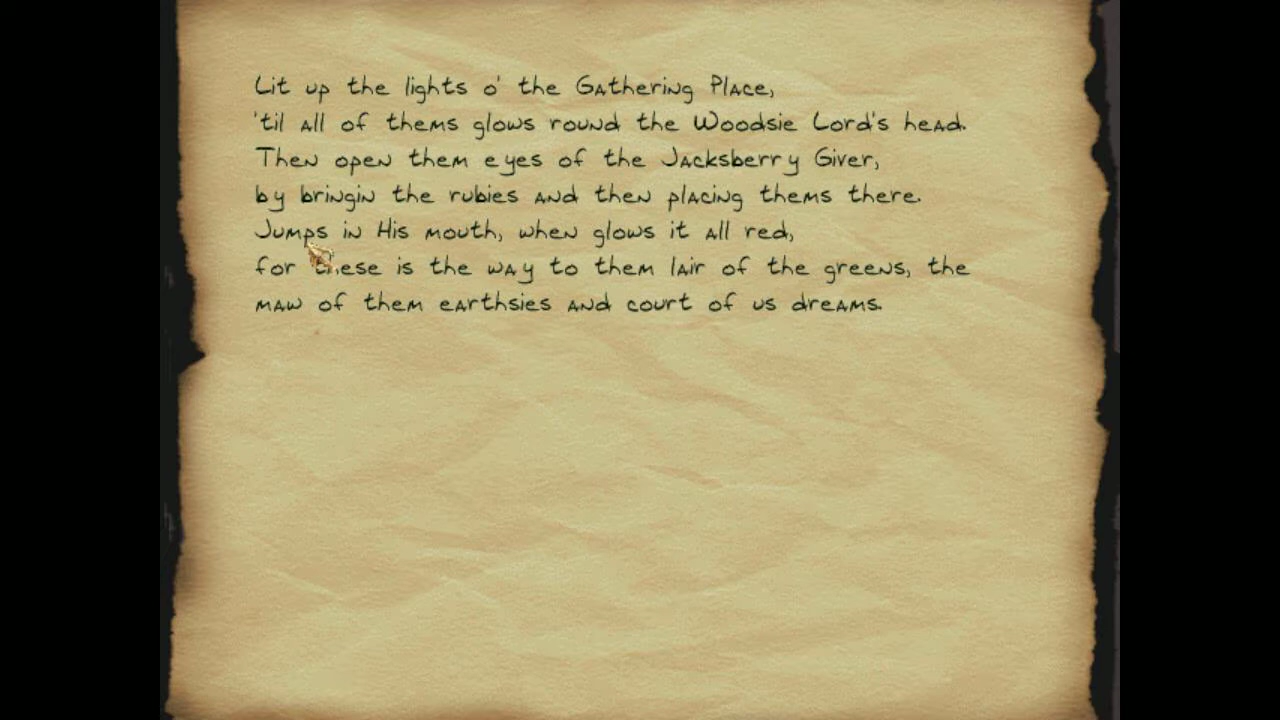 Lit up the lights o' the Gathering Place,
'til all of thems glows round the Woodsie Lord's head.
Then open them eyes of the Jacksberry Giver,
by bringin the rubies and then placing thems there.
Jumps in His mouth, when glows it all red,
for these is the way to them lair of the greens, the
maw of them earthsies and court of us dreams.